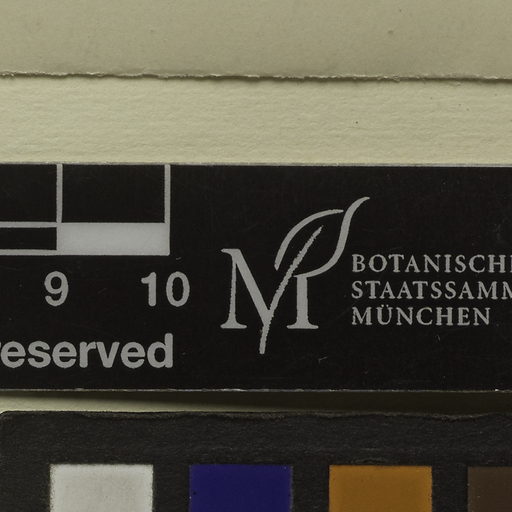 9 10
reserved
M
BOTANISCHE
STAATSSAMM
MÜNCHEN